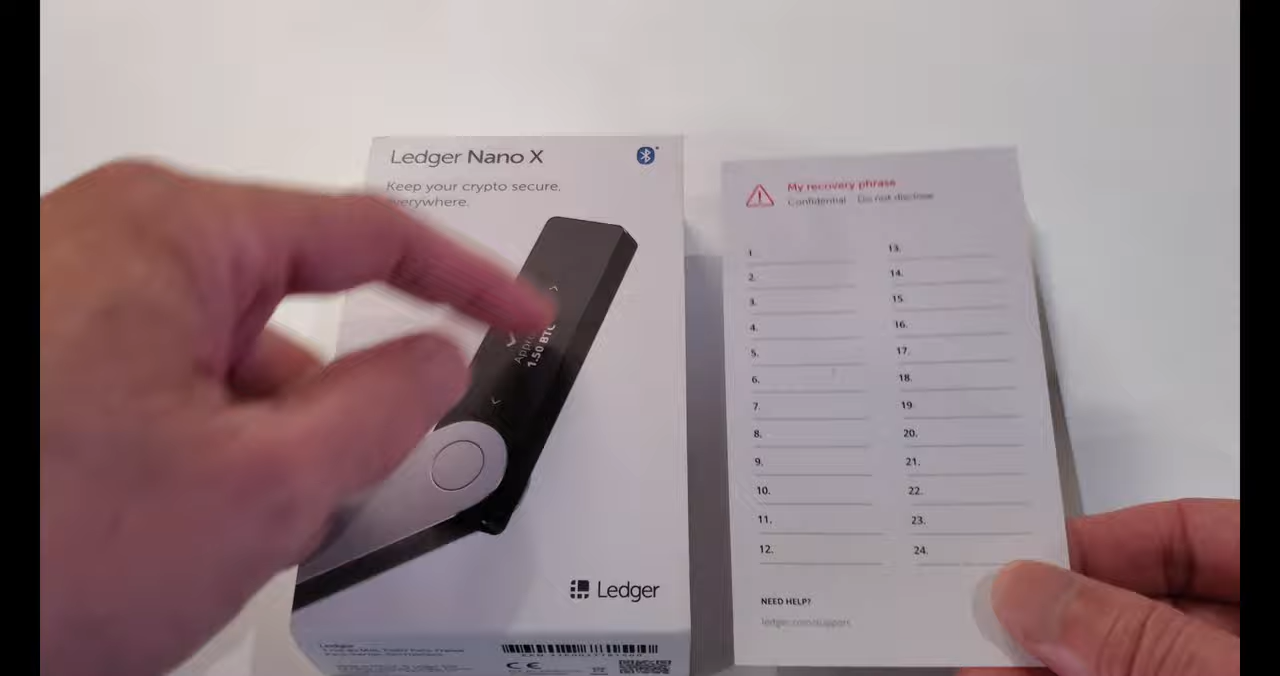 Ledger Nano X
Keep your crypto secure,
everywhere.
1.50 BTC
Ledger
Ledger
CE
My recovery phrase
Confidential Do not disclose
1.
2.
3.
4.
5.
6.
7.
8.
9.
10.
11.
12.
13.
14.
15.
16.
17.
18.
19.
20.
21.
22.
23.
24.
NEED HELP?
ledger.com/support